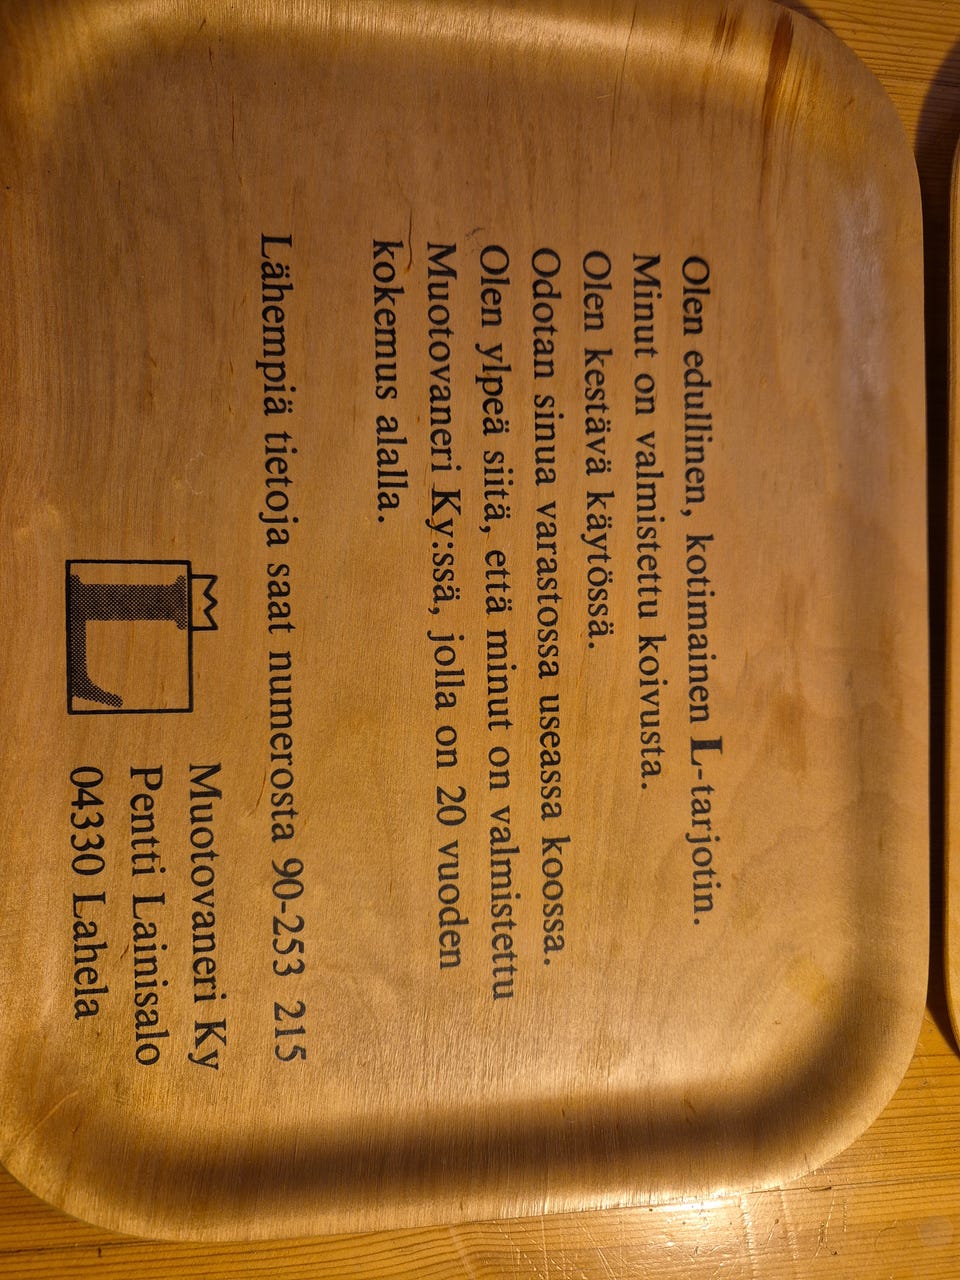 Olen edullinen, kotimainen L-tarjotin.
Minut on valmistettu koivusta.
Olen kestävä käytössä.
Odotan sinua varastossa useassa koossa.
Olen ylpeä siitä, että minut on valmistettu
Muotovaneri Ky:ssä, jolla on 20 vuoden
kokemus alalla.
Lähempiä tietoja saat numerosta 90-253 215
L
Muotovaneri Ky
Pentti Lainisalo
04330 Lahela